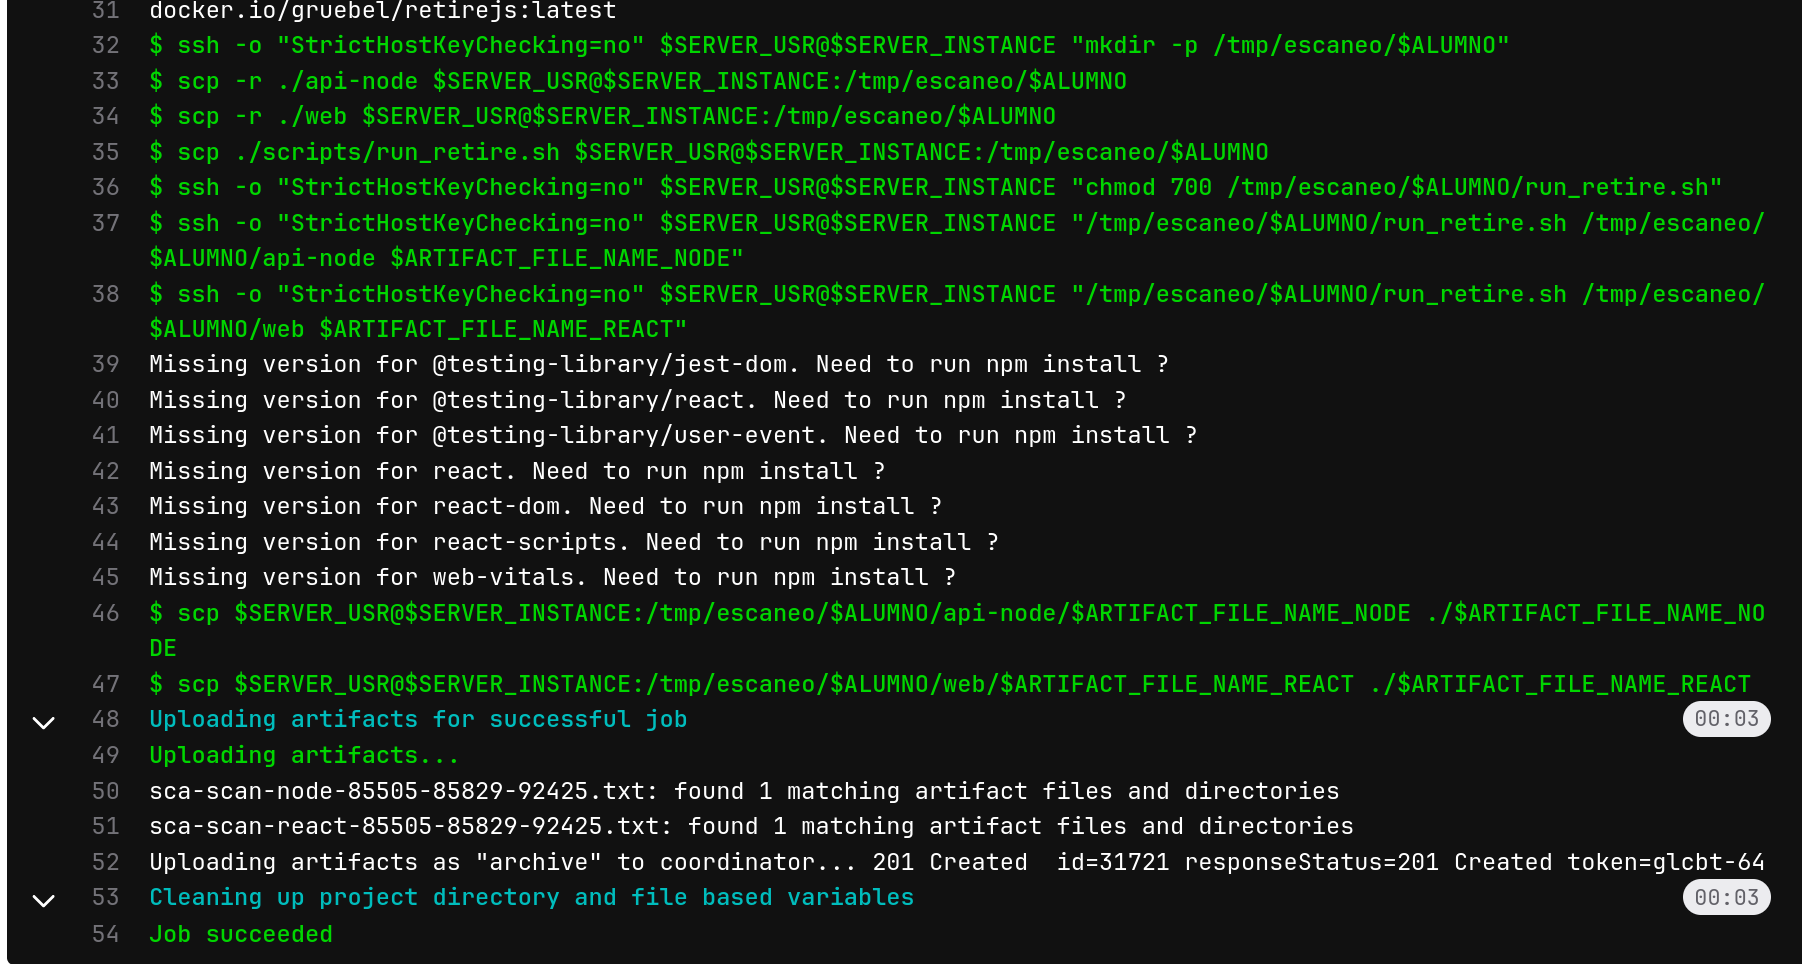 31 docker.io/gruebel/retirejs:latest
32 $ ssh -o "StrictHostKeyChecking=no" $SERVER_USR@$SERVER_INSTANCE "mkdir -p /tmp/escaneo/$ALUMNO"
33 $ scp -r ./api-node $SERVER_USR@$SERVER_INSTANCE:/tmp/escaneo/$ALUMNO
34 $ scp -r ./web $SERVER_USR@$SERVER_INSTANCE:/tmp/escaneo/$ALUMNO
35 $ scp ./scripts/run_retire.sh $SERVER_USR@$SERVER_INSTANCE:/tmp/escaneo/$ALUMNO
36 $ ssh -o "StrictHostKeyChecking=no" $SERVER_USR@$SERVER_INSTANCE "chmod 700 /tmp/escaneo/$ALUMNO/run_retire.sh"
37 $ ssh -o "StrictHostKeyChecking=no" $SERVER_USR@$SERVER_INSTANCE "/tmp/escaneo/$ALUMNO/run_retire.sh /tmp/escaneo/
$ALUMNO/api-node $ARTIFACT_FILE_NAME_NODE"
38 $ ssh -o "StrictHostKeyChecking=no" $SERVER_USR@$SERVER_INSTANCE "/tmp/escaneo/$ALUMNO/run_retire.sh /tmp/escaneo/
$ALUMNO/web $ARTIFACT_FILE_NAME_REACT"
39 Missing version for @testing-library/jest-dom. Need to run npm install ?
40 Missing version for @testing-library/react. Need to run npm install ?
41 Missing version for @testing-library/user-event. Need to run npm install ?
42 Missing version for react. Need to run npm install ?
43 Missing version for react-dom. Need to run npm install ?
44 Missing version for react-scripts. Need to run npm install ?
45 Missing version for web-vitals. Need to run npm install ?
46 $ scp $SERVER_USR@$SERVER_INSTANCE:/tmp/escaneo/$ALUMNO/api-node/$ARTIFACT_FILE_NAME_NODE ./$ARTIFACT_FILE_NAME_NO
DE
47 $ scp $SERVER_USR@$SERVER_INSTANCE:/tmp/escaneo/$ALUMNO/web/$ARTIFACT_FILE_NAME_REACT ./$ARTIFACT_FILE_NAME_REACT
48 Uploading artifacts for successful job 00:03
49 Uploading artifacts...
50 sca-scan-node-85505-85829-92425.txt: found 1 matching artifact files and directories
51 sca-scan-react-85505-85829-92425.txt: found 1 matching artifact files and directories
52 Uploading artifacts as "archive" to coordinator... 201 Created  id=31721 responseStatus=201 Created token=glcbt-64
53 Cleaning up project directory and file based variables 00:03
54 Job succeeded